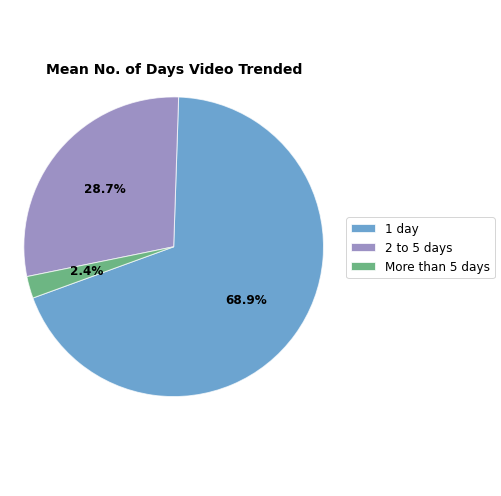 Mean No. of Days Video Trended
28.7%
2.4%
68.9%
1 day
2 to 5 days
More than 5 days